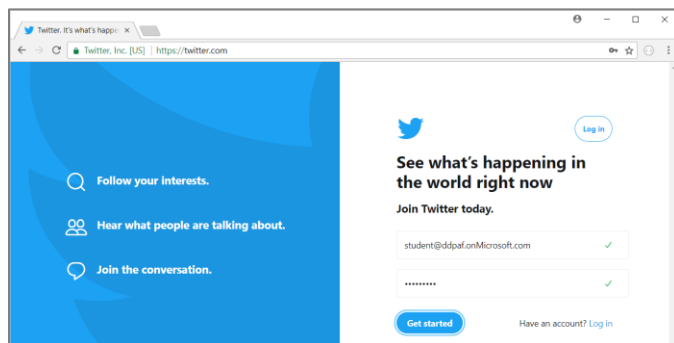 Twitter. It's what's happe
Twitter, Inc. [US] | https://twitter.com
Follow your interests.
Hear what people are talking about.
Join the conversation.
Log in
See what's happening in
the world right now
Join Twitter today.
student@ddpaf.onMicrosoft.com
•••••••••
Get started
Have an account? Log in